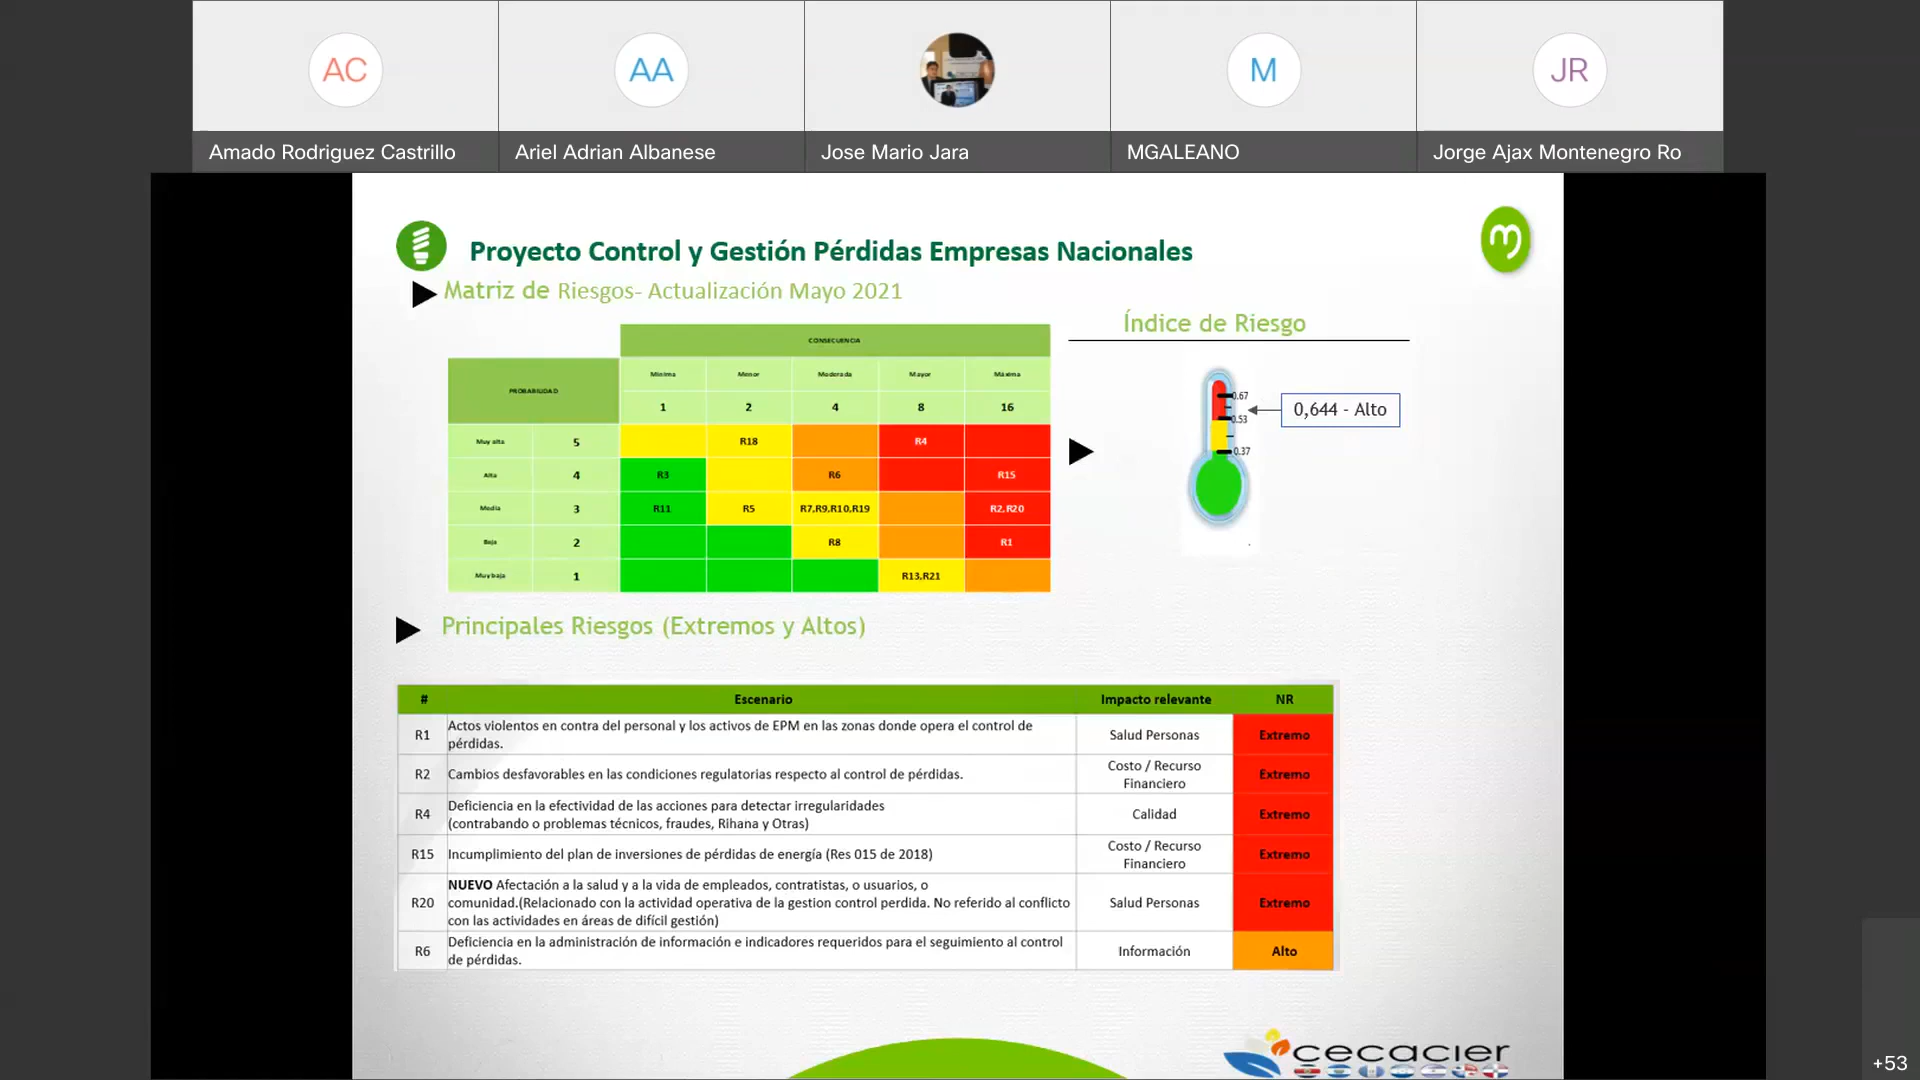 AC
AA
M
JR
Amado Rodriguez Castrillo
Ariel Adrian Albanese
Jose Mario Jara
MGALEANO
Jorge Ajax Montenegro Ro
Proyecto Control y Gestión Pérdidas Empresas Nacionales
Matriz de Riesgos- Actualización Mayo 2021
Índice de Riesgo
CONSECUENCIA
PROBABILIDAD
Mínima Menor Moderada Mayor Máxima
1 2 4 8 16
Muy alta 5 R18 R4
Alta 4 R3 R6 R15
Media 3 R11 R5 R7,R9,R10,R19 R2,R20
Baja 2 R8 R1
Muy baja 1 R13,R21
0.67
0.53
0.37
0,644 - Alto
Principales Riesgos (Extremos y Altos)
# Escenario Impacto relevante NR
R1 Actos violentos en contra del personal y los activos de EPM en las zonas donde opera el control de
pérdidas.
Salud Personas Extremo
R2 Cambios desfavorables en las condiciones regulatorias respecto al control de pérdidas.
Costo / Recurso
Financiero
Extremo
R4 Deficiencia en la efectividad de las acciones para detectar irregularidades
(contrabando o problemas técnicos, fraudes, Rihana y Otras)
Calidad Extremo
R15 Incumplimiento del plan de inversiones de pérdidas de energía (Res 015 de 2018)
Costo / Recurso
Financiero
Extremo
R20 NUEVO Afectación a la salud y a la vida de empleados, contratistas, o usuarios, o
comunidad.(Relacionado con la actividad operativa de la gestion control perdida. No referido al conflicto
con las actividades en áreas de difícil gestión)
Salud Personas Extremo
R6 Deficiencia en la administración de información e indicadores requeridos para el seguimiento al control
de pérdidas.
Información Alto
cecacier
+53